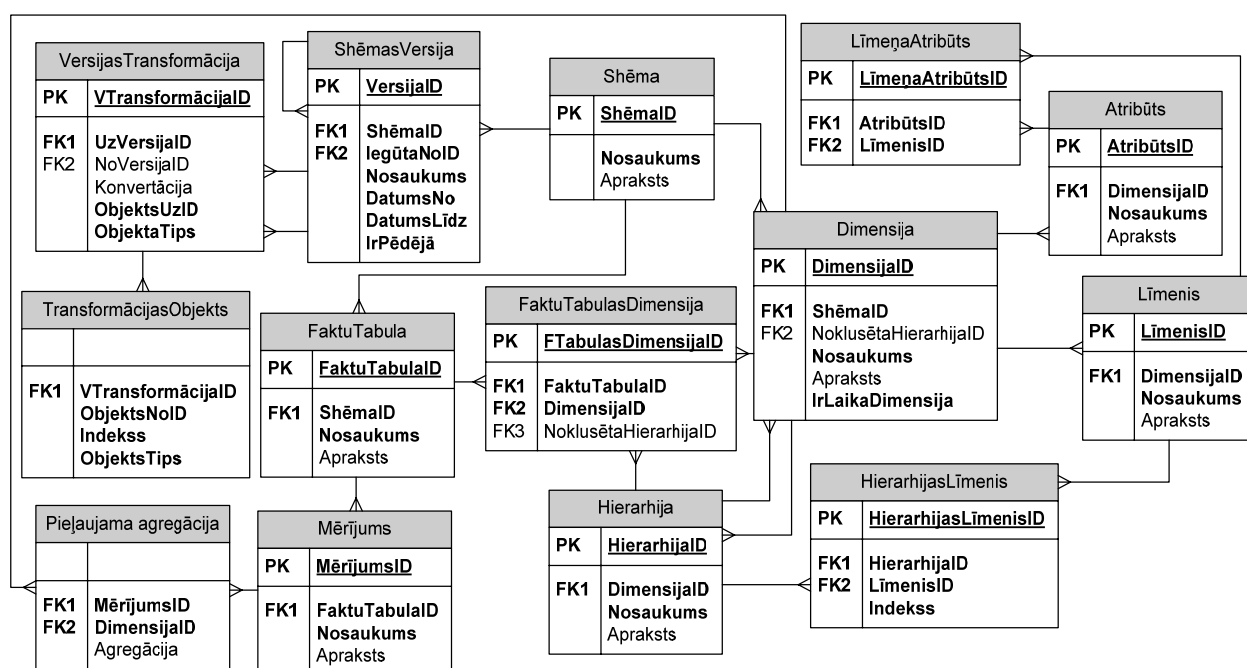 VersijasTransformācija
PK VTransformācijaID
FK1 UzVersijaID
FK2 NoVersijaID
Konvertācija
ObjektsUzID
ObjektaTips
ShēmasVersija
PK VersijaID
FK1 ShēmaID
FK2 IegūtaNoID
Nosaukums
DatumsNo
DatumsLīdz
IrPēdējā
Shēma
PK ShēmaID
Nosaukums
Apraksts
LīmeņaAtribūts
PK LīmeņaAtribūtsID
FK1 AtribūtsID
FK2 LīmenisID
Atribūts
PK AtribūtsID
FK1 DimensijaID
Nosaukums
Apraksts
Dimensija
PK DimensijaID
FK1 ShēmaID
FK2 NoklusētaHierarhijaID
Nosaukums
Apraksts
IrLaikaDimensija
TransformācijasObjekts
FK1 VTransformācijaID
ObjektsNoID
Indekss
ObjektsTips
FaktuTabula
PK FaktuTabulaID
FK1 ShēmaID
Nosaukums
Apraksts
FaktuTabulasDimensija
PK FTabulasDimensijaID
FK1 FaktuTabulaID
FK2 DimensijaID
FK3 NoklusētaHierarhijaID
Līmenis
PK LīmenisID
FK1 DimensijaID
Nosaukums
Apraksts
Pieļaujama agregācija
FK1 MērījumsID
FK2 DimensijaID
Agregācija
Mērījums
PK MērījumsID
FK1 FaktuTabulaID
Nosaukums
Apraksts
Hierarhija
PK HierarhijaID
FK1 DimensijaID
Nosaukums
Apraksts
HierarhijasLīmenis
PK HierarhijasLīmenisID
FK1 HierarhijaID
FK2 LīmenisID
Indekss